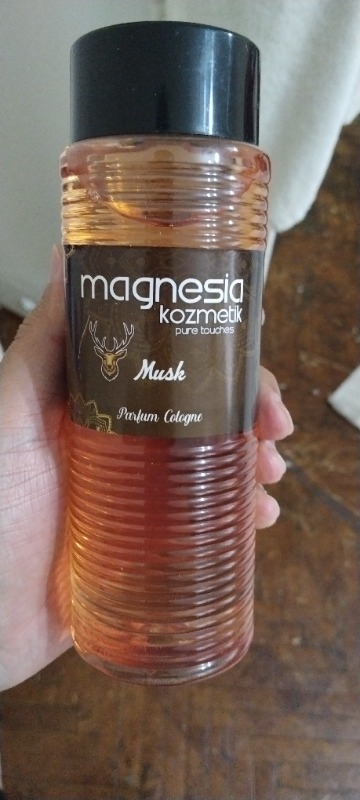 magnesia
kozmetik
pure touches
Musk
Parfum Cologne